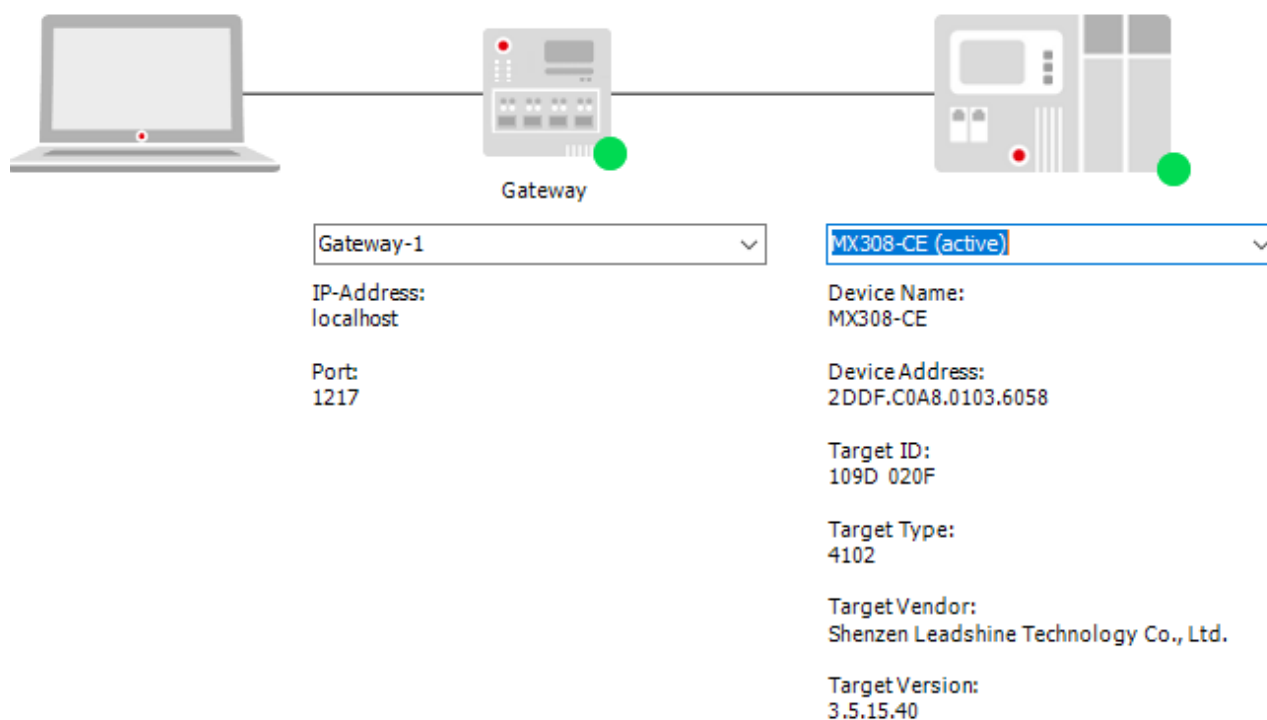 Gateway
Gateway-1
MX308-CE (active)
IP-Address:
localhost
Port:
1217
Device Name:
MX308-CE
Device Address:
2DDF.C0A8.0103.6058
Target ID:
109D 020F
Target Type:
4102
Target Vendor:
Shenzen Leadshine Technology Co., Ltd.
Target Version:
3.5.15.40